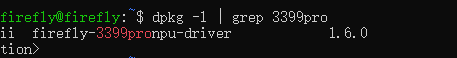 firefly@firefly:~$ dpkg -l | grep 3399pro
ii  firefly-3399pronpu-driver          1.6.0
tion>